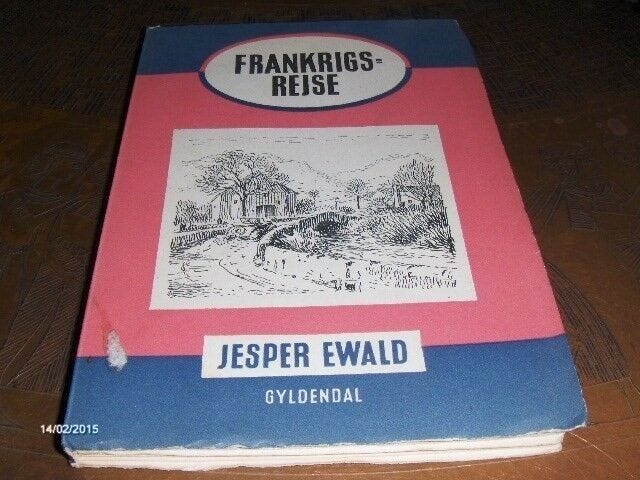 FRANKRIGS=
REJSE
JESPER EWALD
GYLDENDAL
14/02/2015